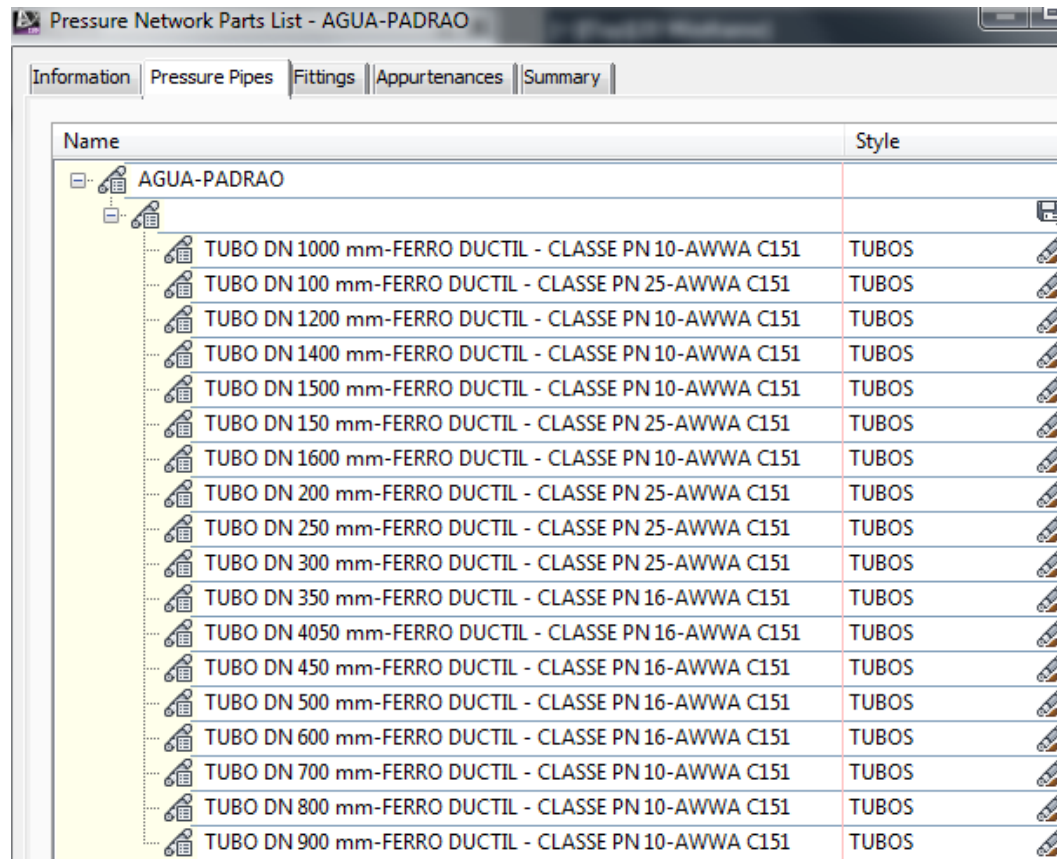 Pressure Network Parts List - AGUA-PADRAO
Information Pressure Pipes Fittings Appurtenances Summary
Name Style
AGUA-PADRAO
TUBO DN 1000 mm-FERRO DUCTIL - CLASSE PN 10-AWWA C151 TUBOS
TUBO DN 100 mm-FERRO DUCTIL - CLASSE PN 25-AWWA C151 TUBOS
TUBO DN 1200 mm-FERRO DUCTIL - CLASSE PN 10-AWWA C151 TUBOS
TUBO DN 1400 mm-FERRO DUCTIL - CLASSE PN 10-AWWA C151 TUBOS
TUBO DN 1500 mm-FERRO DUCTIL - CLASSE PN 10-AWWA C151 TUBOS
TUBO DN 150 mm-FERRO DUCTIL - CLASSE PN 25-AWWA C151 TUBOS
TUBO DN 1600 mm-FERRO DUCTIL - CLASSE PN 10-AWWA C151 TUBOS
TUBO DN 200 mm-FERRO DUCTIL - CLASSE PN 25-AWWA C151 TUBOS
TUBO DN 250 mm-FERRO DUCTIL - CLASSE PN 25-AWWA C151 TUBOS
TUBO DN 300 mm-FERRO DUCTIL - CLASSE PN 25-AWWA C151 TUBOS
TUBO DN 350 mm-FERRO DUCTIL - CLASSE PN 16-AWWA C151 TUBOS
TUBO DN 4050 mm-FERRO DUCTIL - CLASSE PN 16-AWWA C151 TUBOS
TUBO DN 450 mm-FERRO DUCTIL - CLASSE PN 16-AWWA C151 TUBOS
TUBO DN 500 mm-FERRO DUCTIL - CLASSE PN 16-AWWA C151 TUBOS
TUBO DN 600 mm-FERRO DUCTIL - CLASSE PN 16-AWWA C151 TUBOS
TUBO DN 700 mm-FERRO DUCTIL - CLASSE PN 10-AWWA C151 TUBOS
TUBO DN 800 mm-FERRO DUCTIL - CLASSE PN 10-AWWA C151 TUBOS
TUBO DN 900 mm-FERRO DUCTIL - CLASSE PN 10-AWWA C151 TUBOS